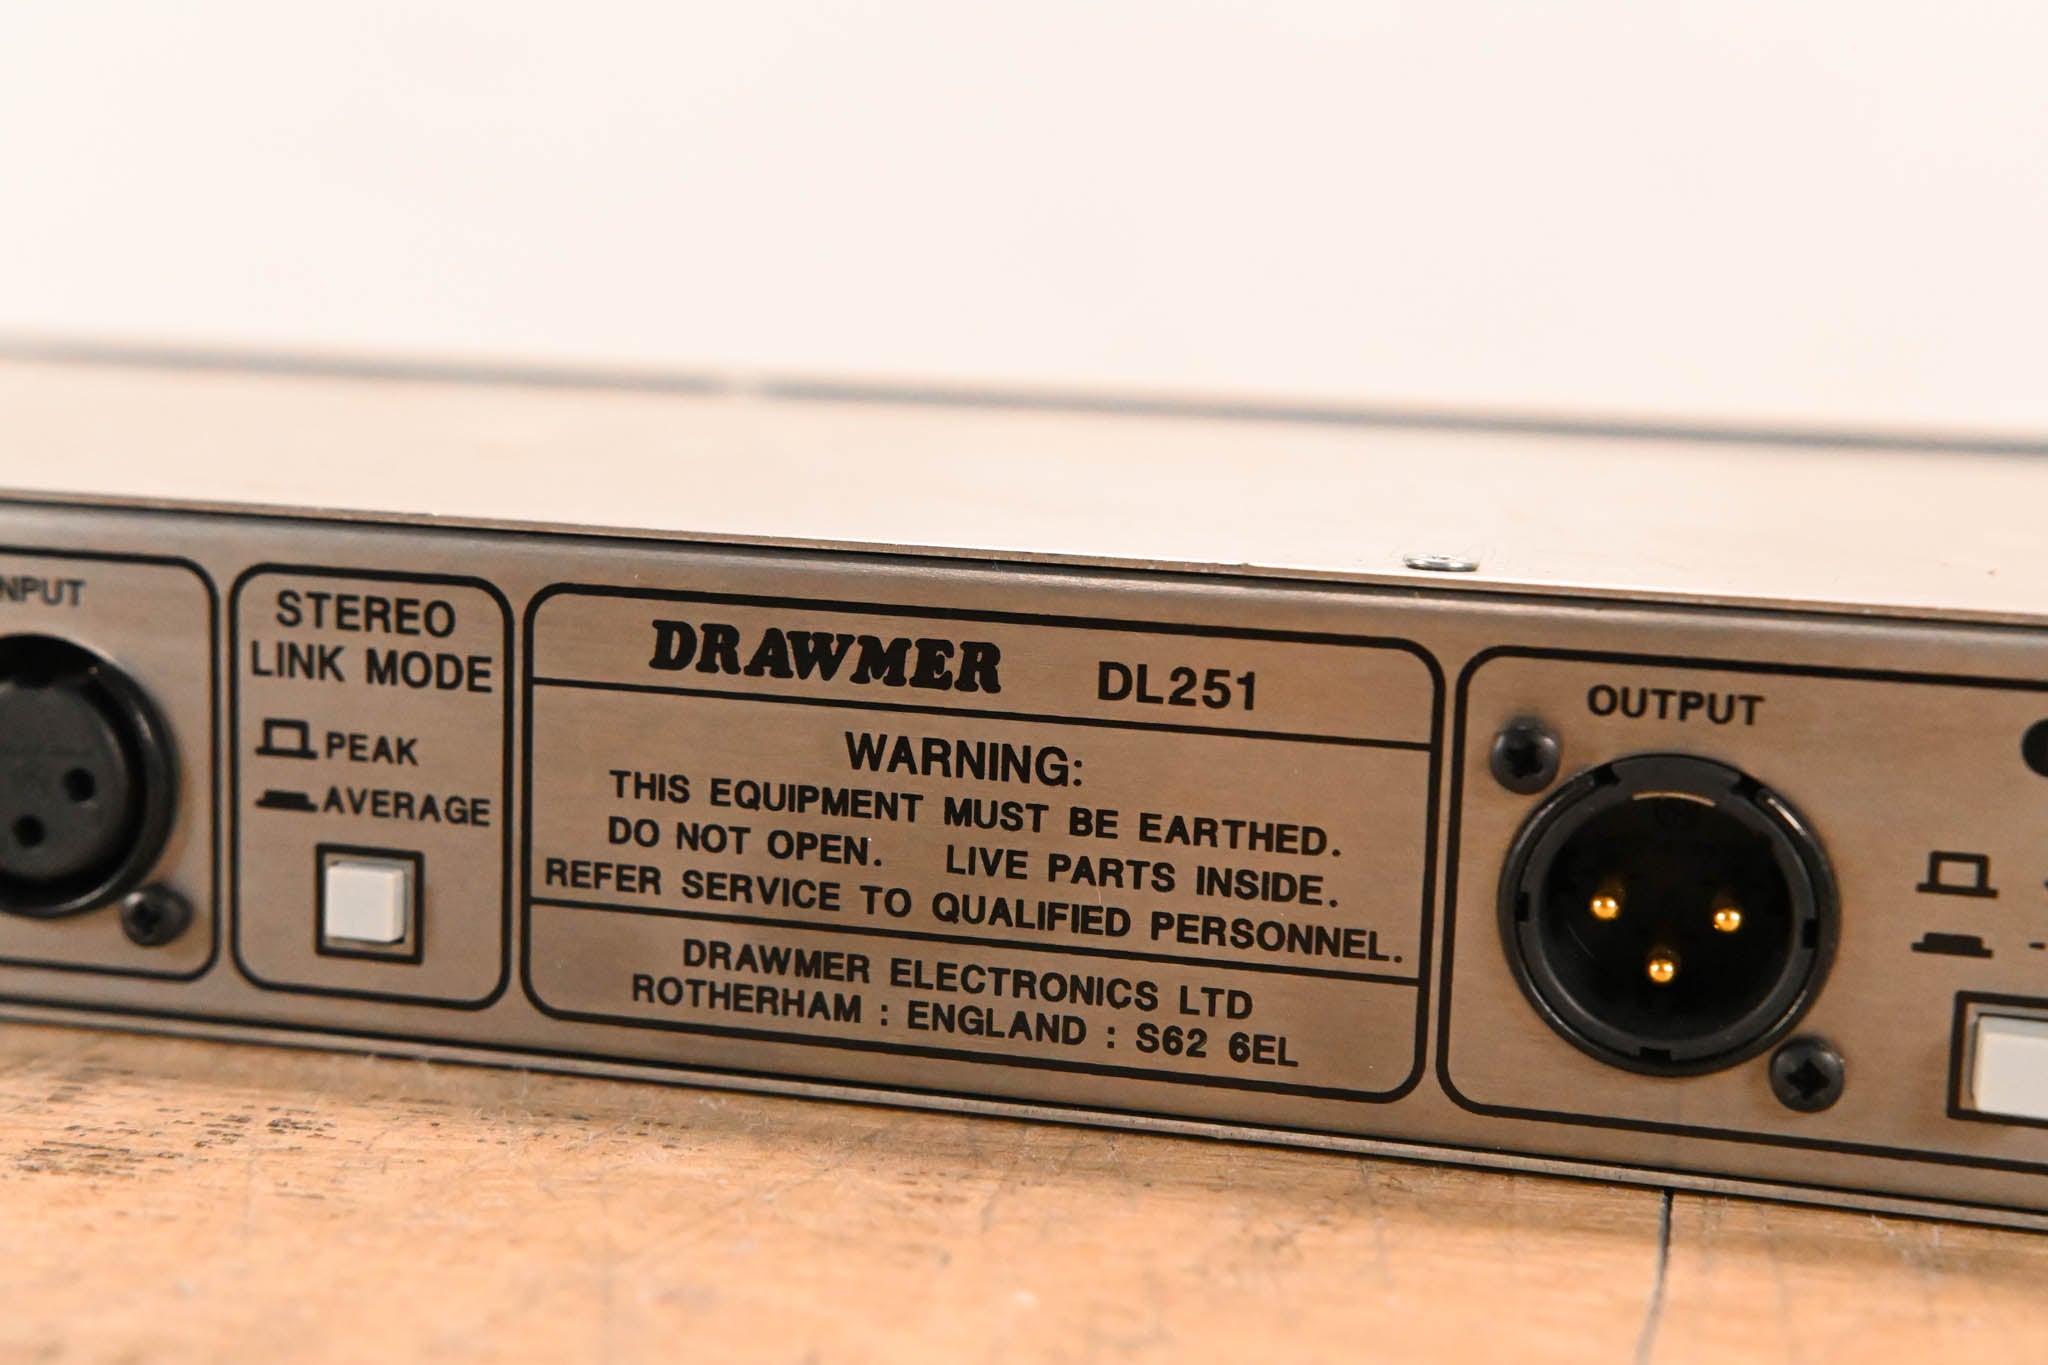 INPUT
STEREO
LINK MODE
PEAK
AVERAGE
DRAWMER DL251
WARNING:
THIS EQUIPMENT MUST BE EARTHED.
DO NOT OPEN. LIVE PARTS INSIDE.
REFER SERVICE TO QUALIFIED PERSONNEL.
DRAWMER ELECTRONICS LTD
ROTHERHAM : ENGLAND : S62 6EL
OUTPUT